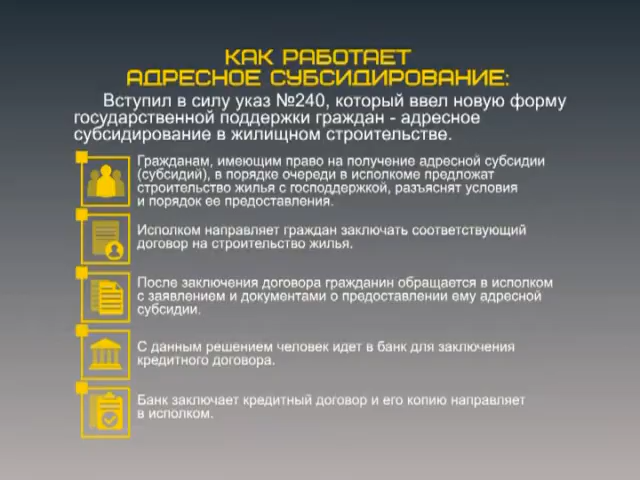 КАК РАБОТАЕТ
АДРЕСНОЕ СУБСИДИРОВАНИЕ:
Вступил в силу указ №240, который ввел новую форму
государственной поддержки граждан - адресное
субсидирование в жилищном строительстве.
Гражданам, имеющим право на получение адресной субсидии
(субсидий), в порядке очереди в исполкоме предложат
строительство жилья с господдержкой, разъяснят условия
и порядок ее предоставления.
Исполком направляет граждан заключать соответствующий
договор на строительство жилья.
После заключения договора гражданин обращается в исполком
с заявлением и документами о предоставлении ему адресной
субсидии.
С данным решением человек идет в банк для заключения
кредитного договора.
Банк заключает кредитный договор и его копию направляет
в исполком.